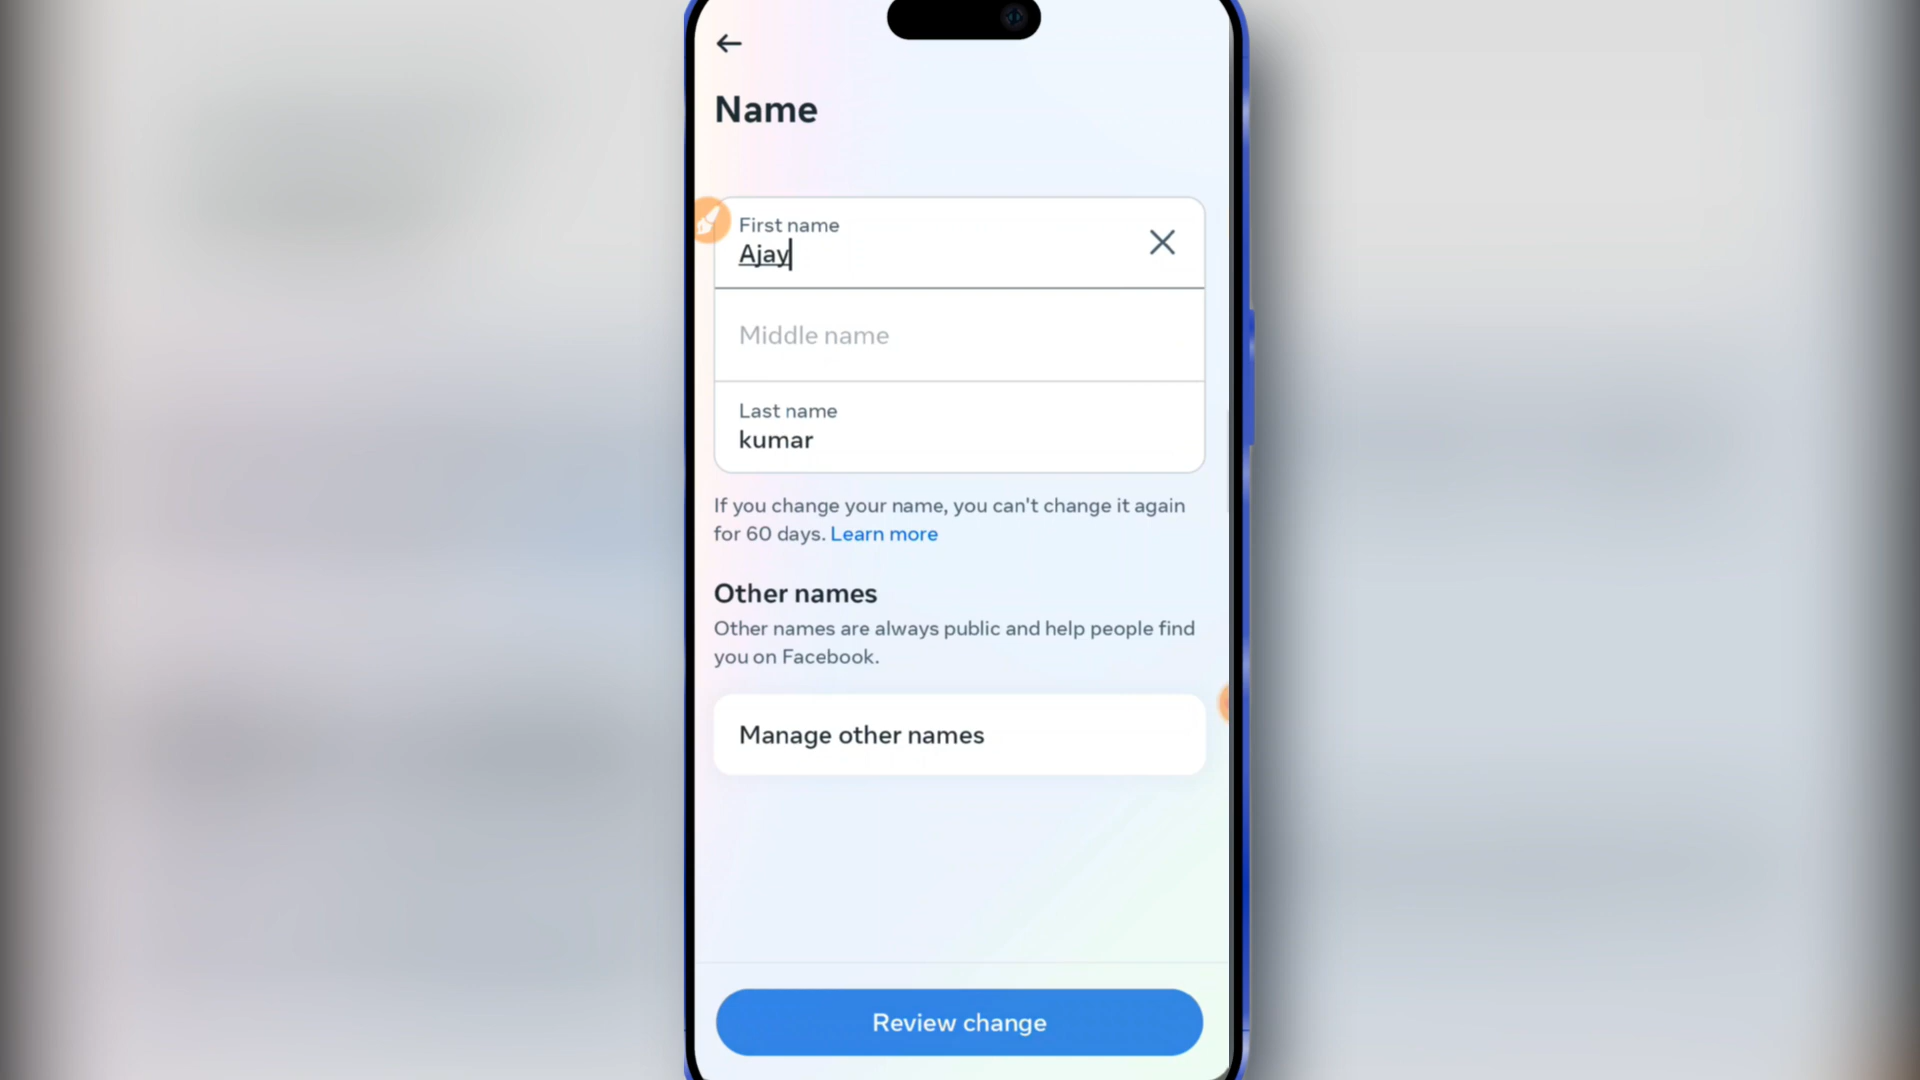 Name
First name
Ajay
Middle name
Last name
kumar
If you change your name, you can't change it again
for 60 days. Learn more
Other names
Other names are always public and help people find
you on Facebook.
Manage other names
Review change